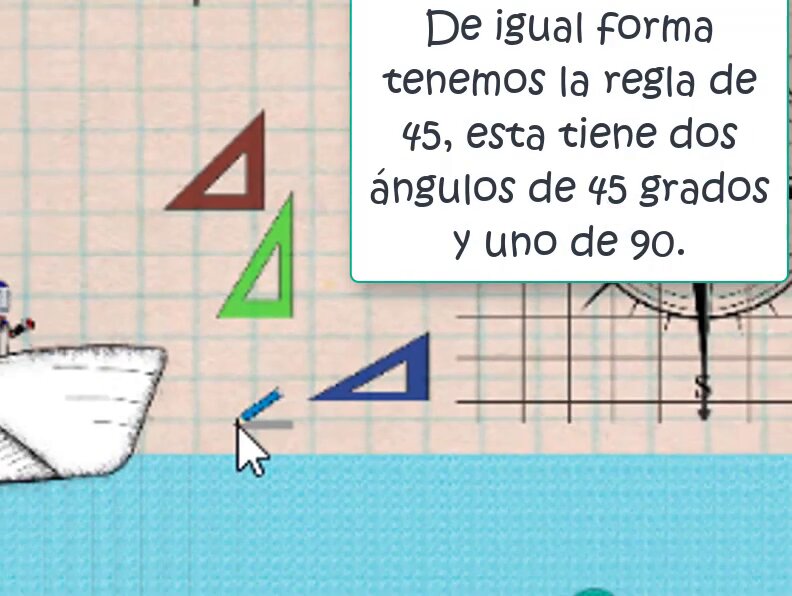 De igual forma
tenemos la regla de
45, esta tiene dos
ángulos de 45 grados
y uno de 90.
S